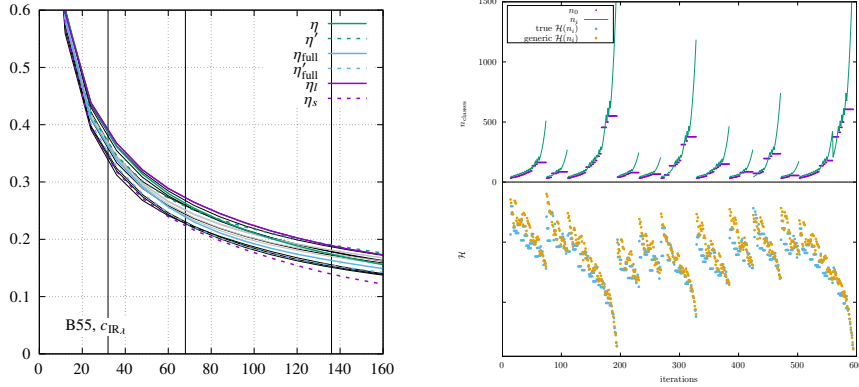 0.6
0.5
0.4
0.3
0.2
0.1
0
0 20 40 60 80 100 120 140 160
η
η′
η_full
η′_full
η_l
η_s
B55, c_IR,λ
1500
1000
500
0
n_classes
n_0
n_i
true ℋ(n_i)
generic ℋ(n_i)
ℋ
0 100 200 300 400 500 600
iterations